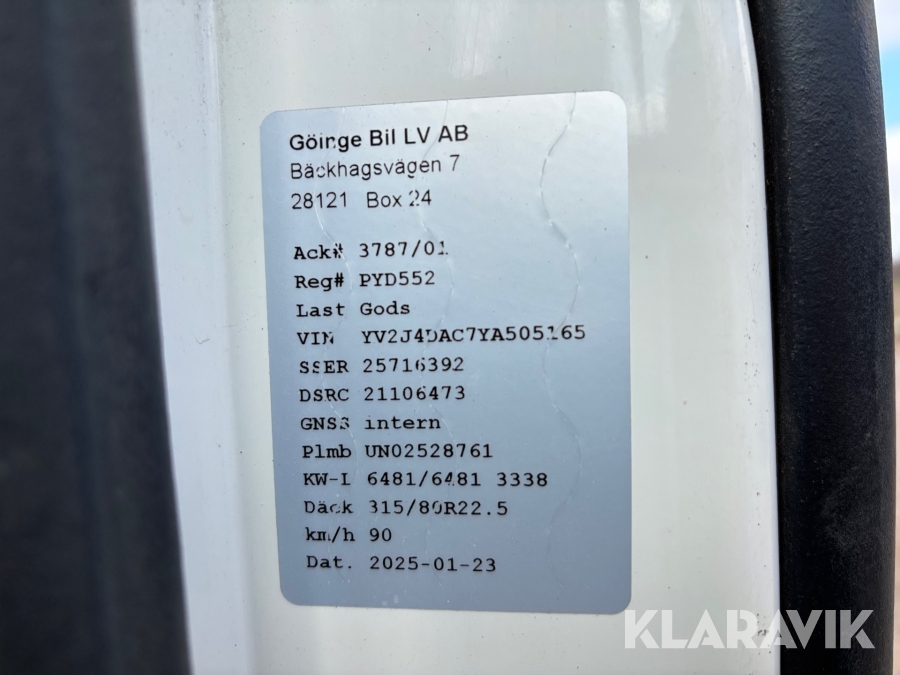 Göinge Bil LV AB
Bäckhagsvägen 7
28121 Box 24
Ack# 3787/01
Reg# PYD552
Last Gods
VIN YV2J4DAC7YA505165
SSER 25716392
DSRC 21106473
GNSS intern
Plmb UN02528761
KW-L 6481/6481 3338
Däck 315/80R22.5
km/h 90
Dat. 2025-01-23
KLARAVIK